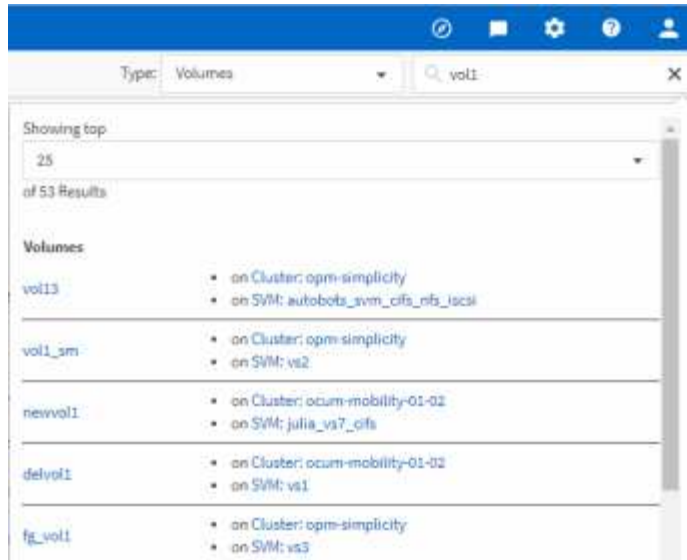 Type: Volumes vol1
Showing top
25
of 53 Results
Volumes
vol13
on Cluster: opm-simplicity
on SVM: autobots_svm_cifs_nfs_iscsi
vol1_sm
on Cluster: opm-simplicity
on SVM: vs2
newvol1
on Cluster: ocum-mobility-01-02
on SVM: julia_vs7_cifs
delvol1
on Cluster: ocum-mobility-01-02
on SVM: vs1
fg_vol1
on Cluster: opm-simplicity
on SVM: vs3